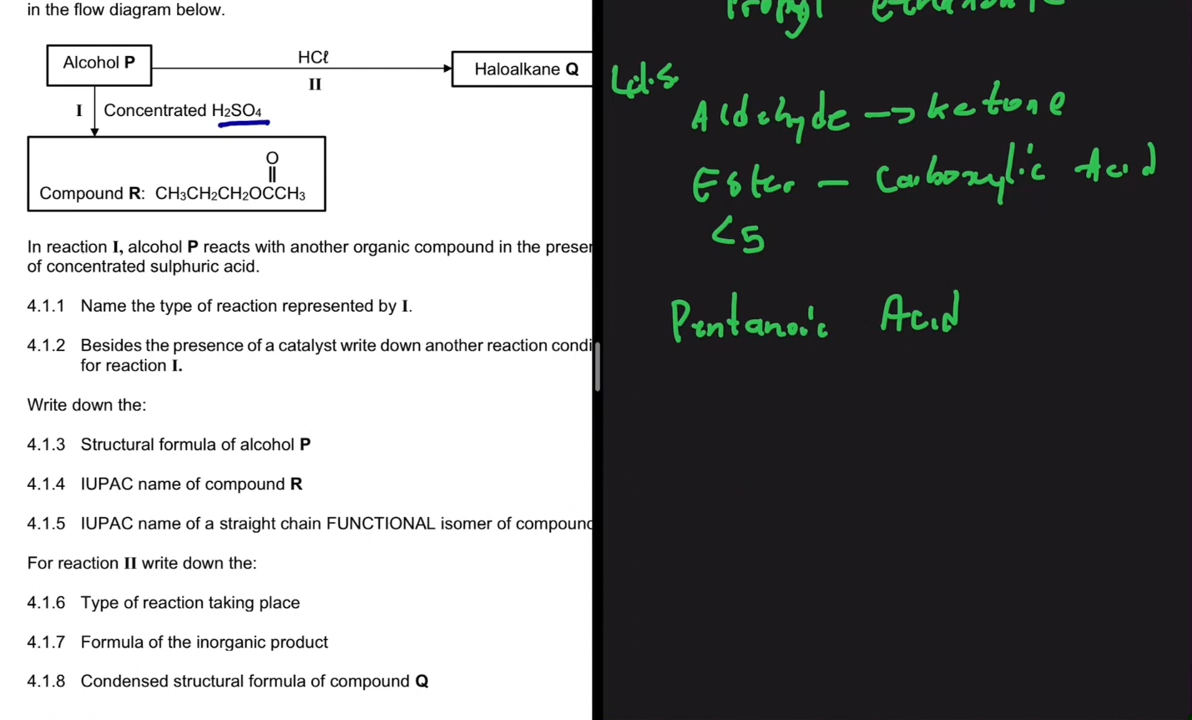 in the flow diagram below.
Alcohol P
HCℓ
II
Haloalkane Q
I
Concentrated H₂SO₄
O
Compound R: CH₃CH₂CH₂OCCH₃
In reaction I, alcohol P reacts with another organic compound in the presen
of concentrated sulphuric acid.
4.1.1 Name the type of reaction represented by I.
4.1.2 Besides the presence of a catalyst write down another reaction condi
for reaction I.
Write down the:
4.1.3 Structural formula of alcohol P
4.1.4 IUPAC name of compound R
4.1.5 IUPAC name of a straight chain FUNCTIONAL isomer of compound
For reaction II write down the:
4.1.6 Type of reaction taking place
4.1.7 Formula of the inorganic product
4.1.8 Condensed structural formula of compound Q
Propyl
Aldehyde → ketone
Ester – Carboxylic Acid
Pentanoic Acid